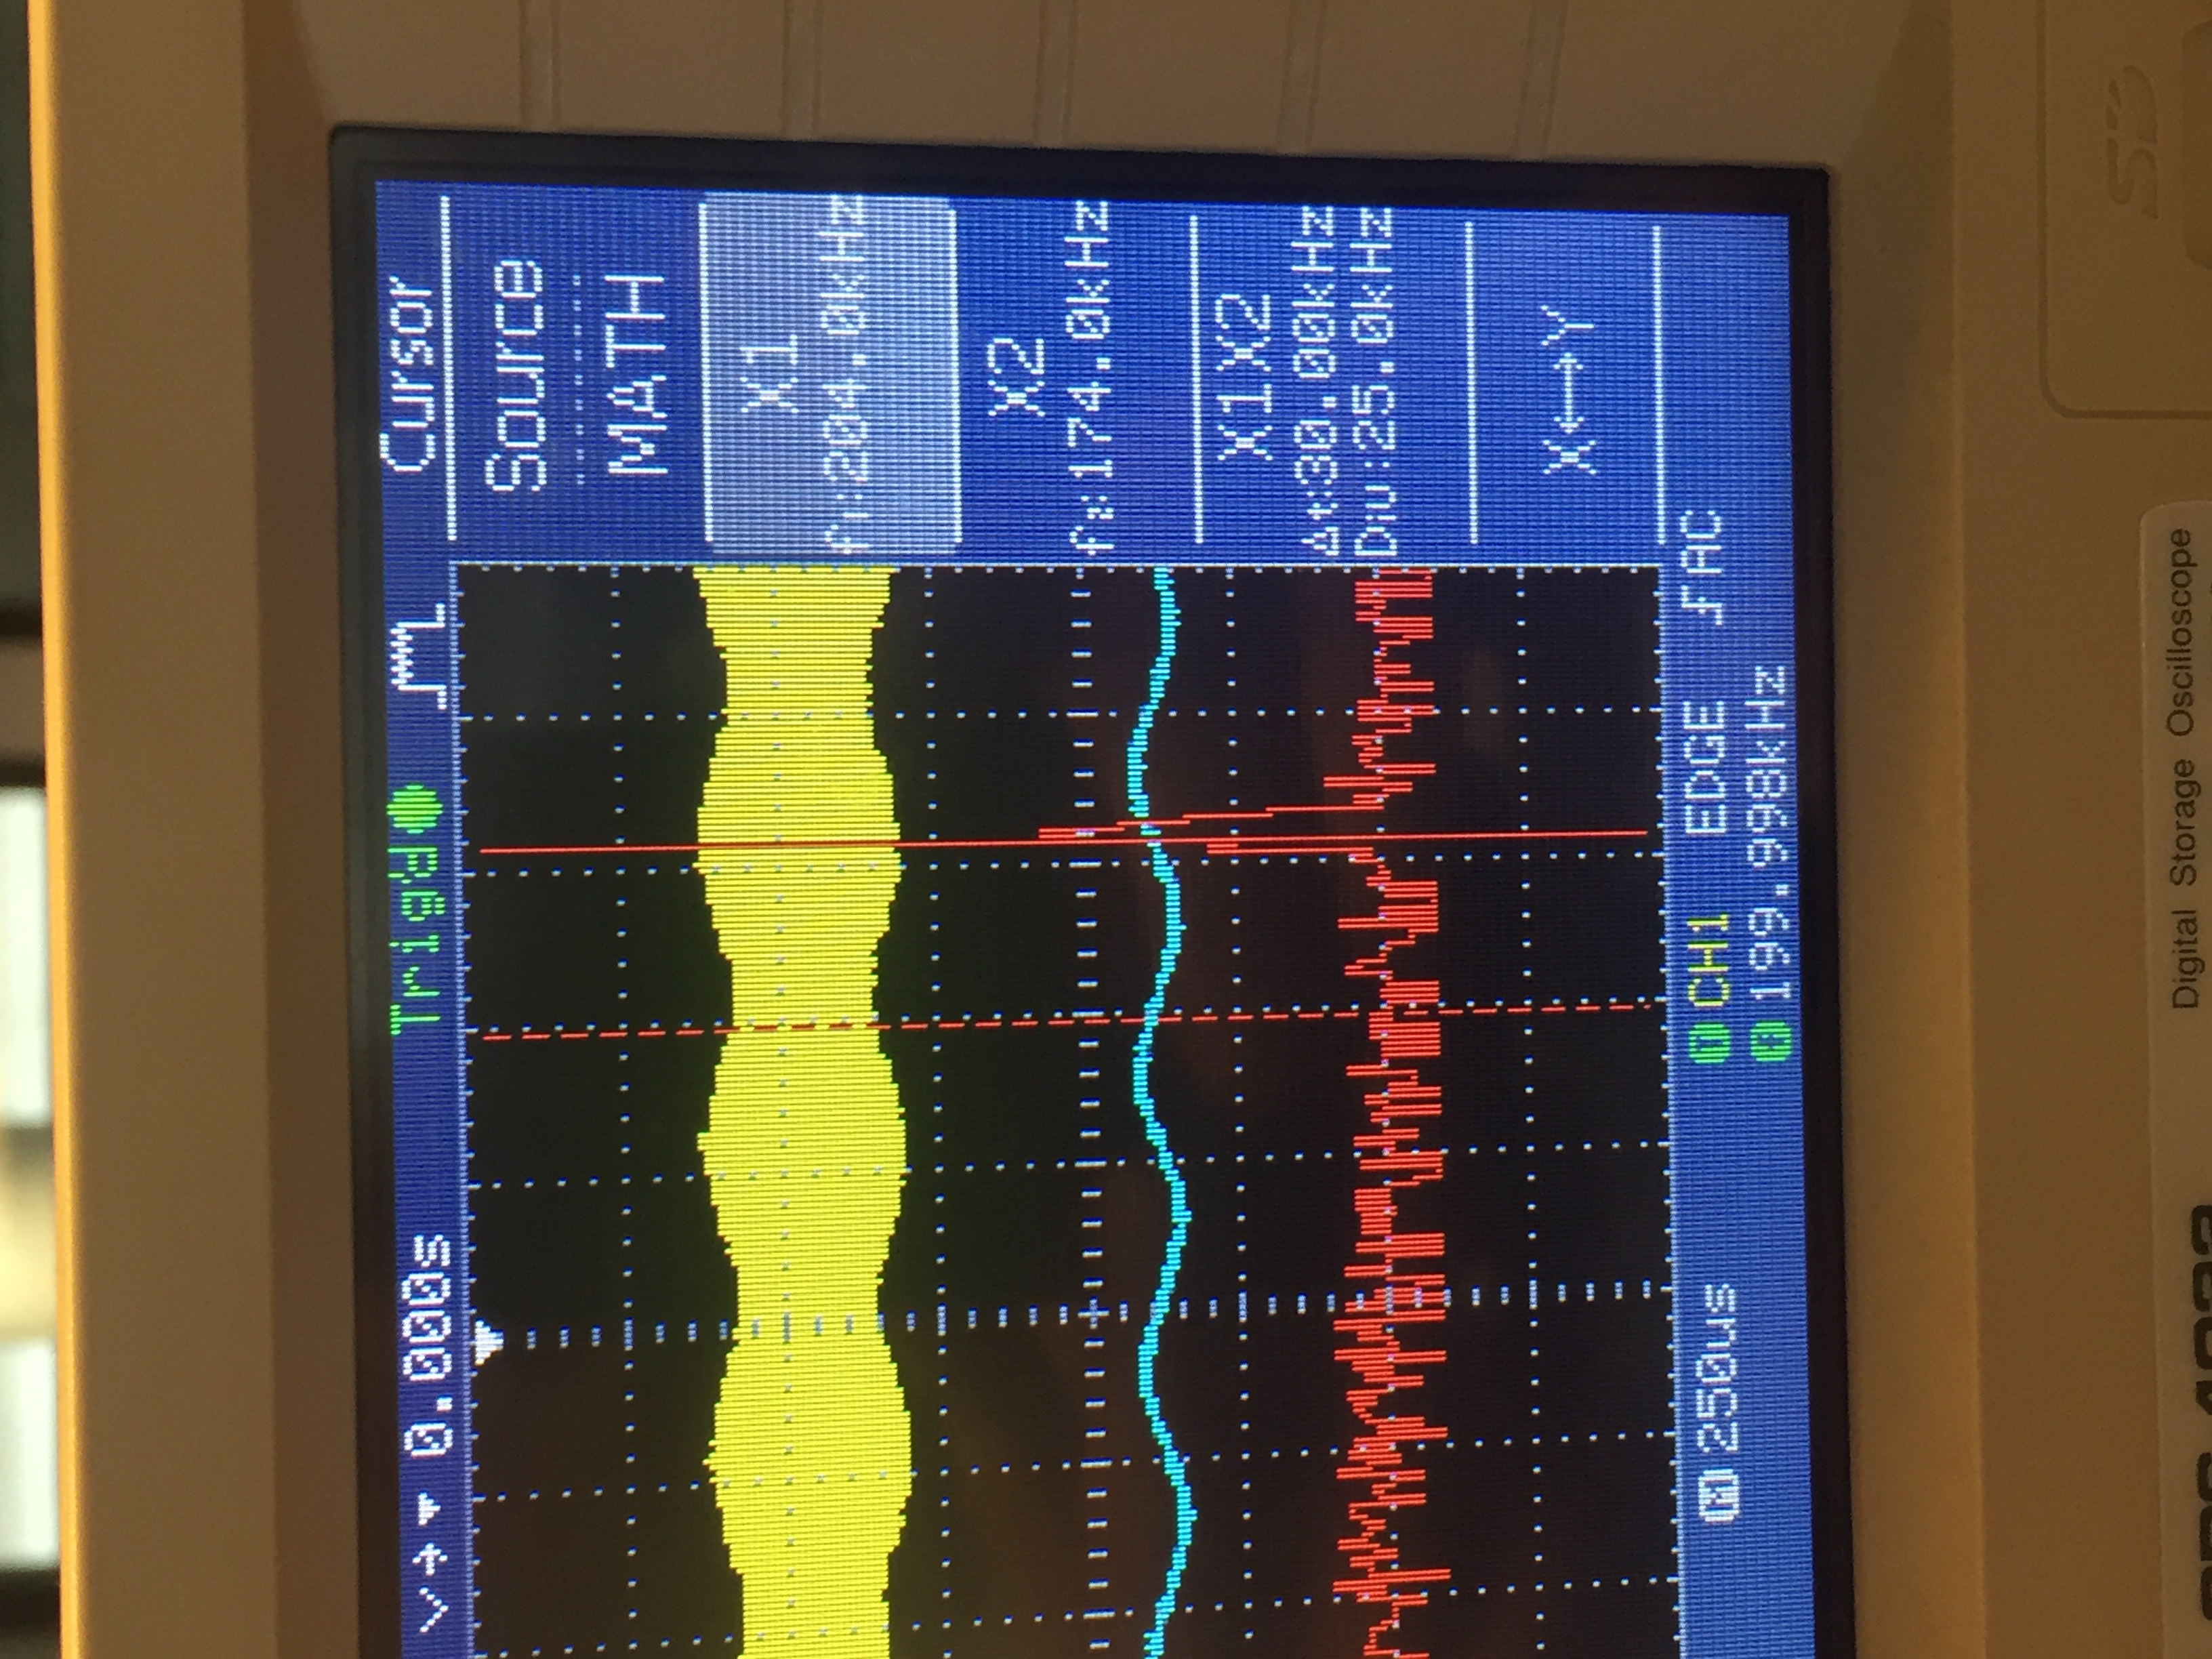 0.000s Trig'd Cursor
Source
MATH
X1
f1:204.0kHz
X2
f2:174.0kHz
X1X2
Δf:30.00kHz
Div:25.0kHz
X↔Y
M 250us T CH1 EDGE AC
f 199.998kHz
SD
Digital Storage Oscilloscope